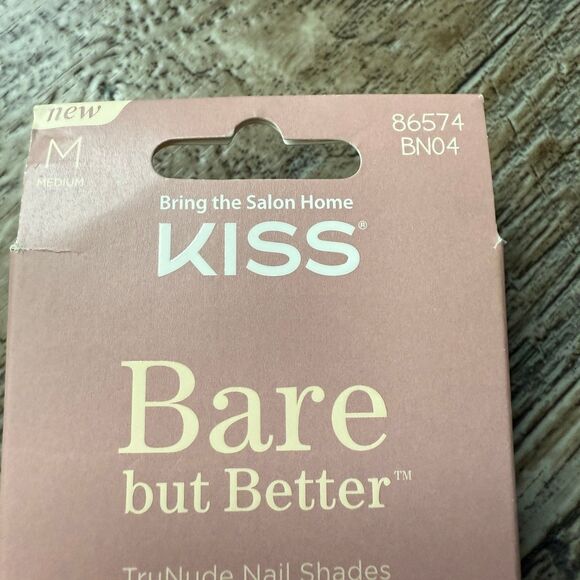 new
M
MEDIUM
86574
BN04
Bring the Salon Home
KISS®
Bare
but Better™
TruNude Nail Shades